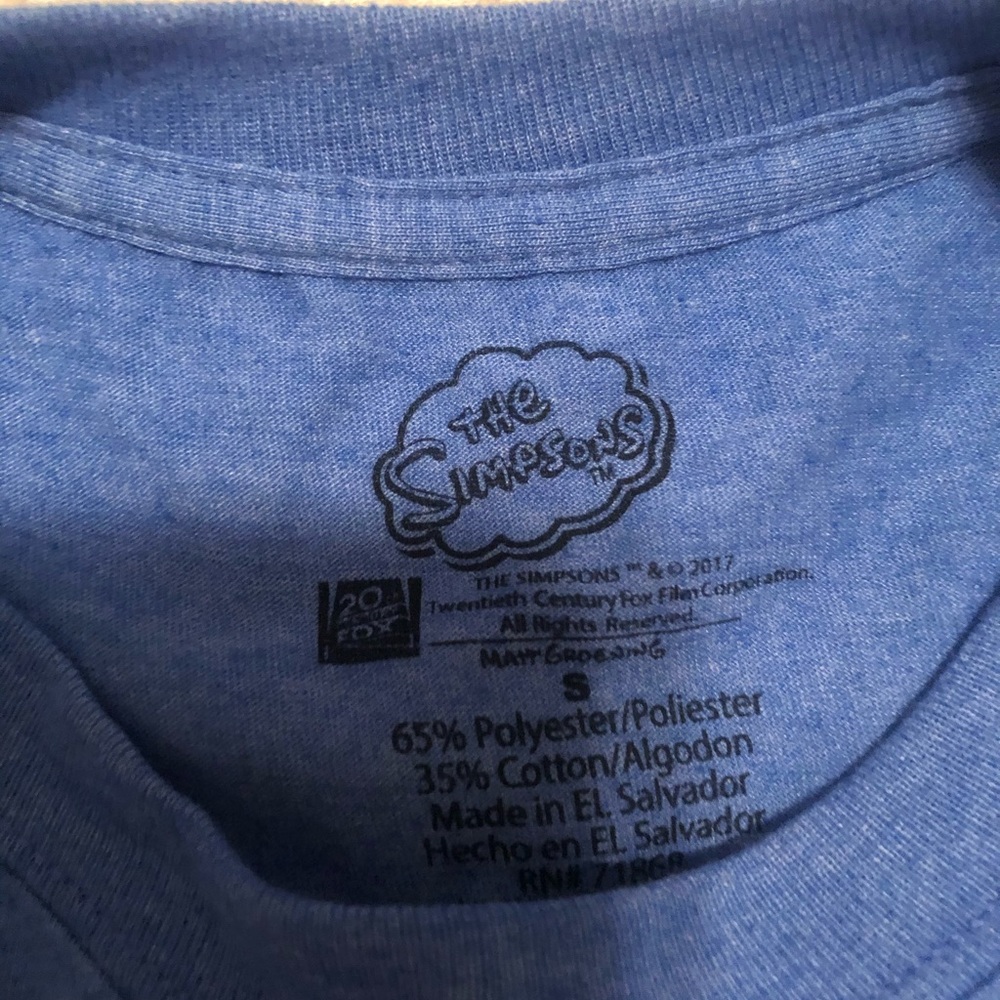 THE
SIMPSONS
TM
THE SIMPSONS ™ & © 2017
Twentieth Century Fox Film Corporation.
All Rights Reserved.
20TH
CENTURY
FOX
MATT GROENING
S
65% Polyester/Poliester
35% Cotton/Algodon
Made in EL Salvador
Hecho en EL Salvador
RN#